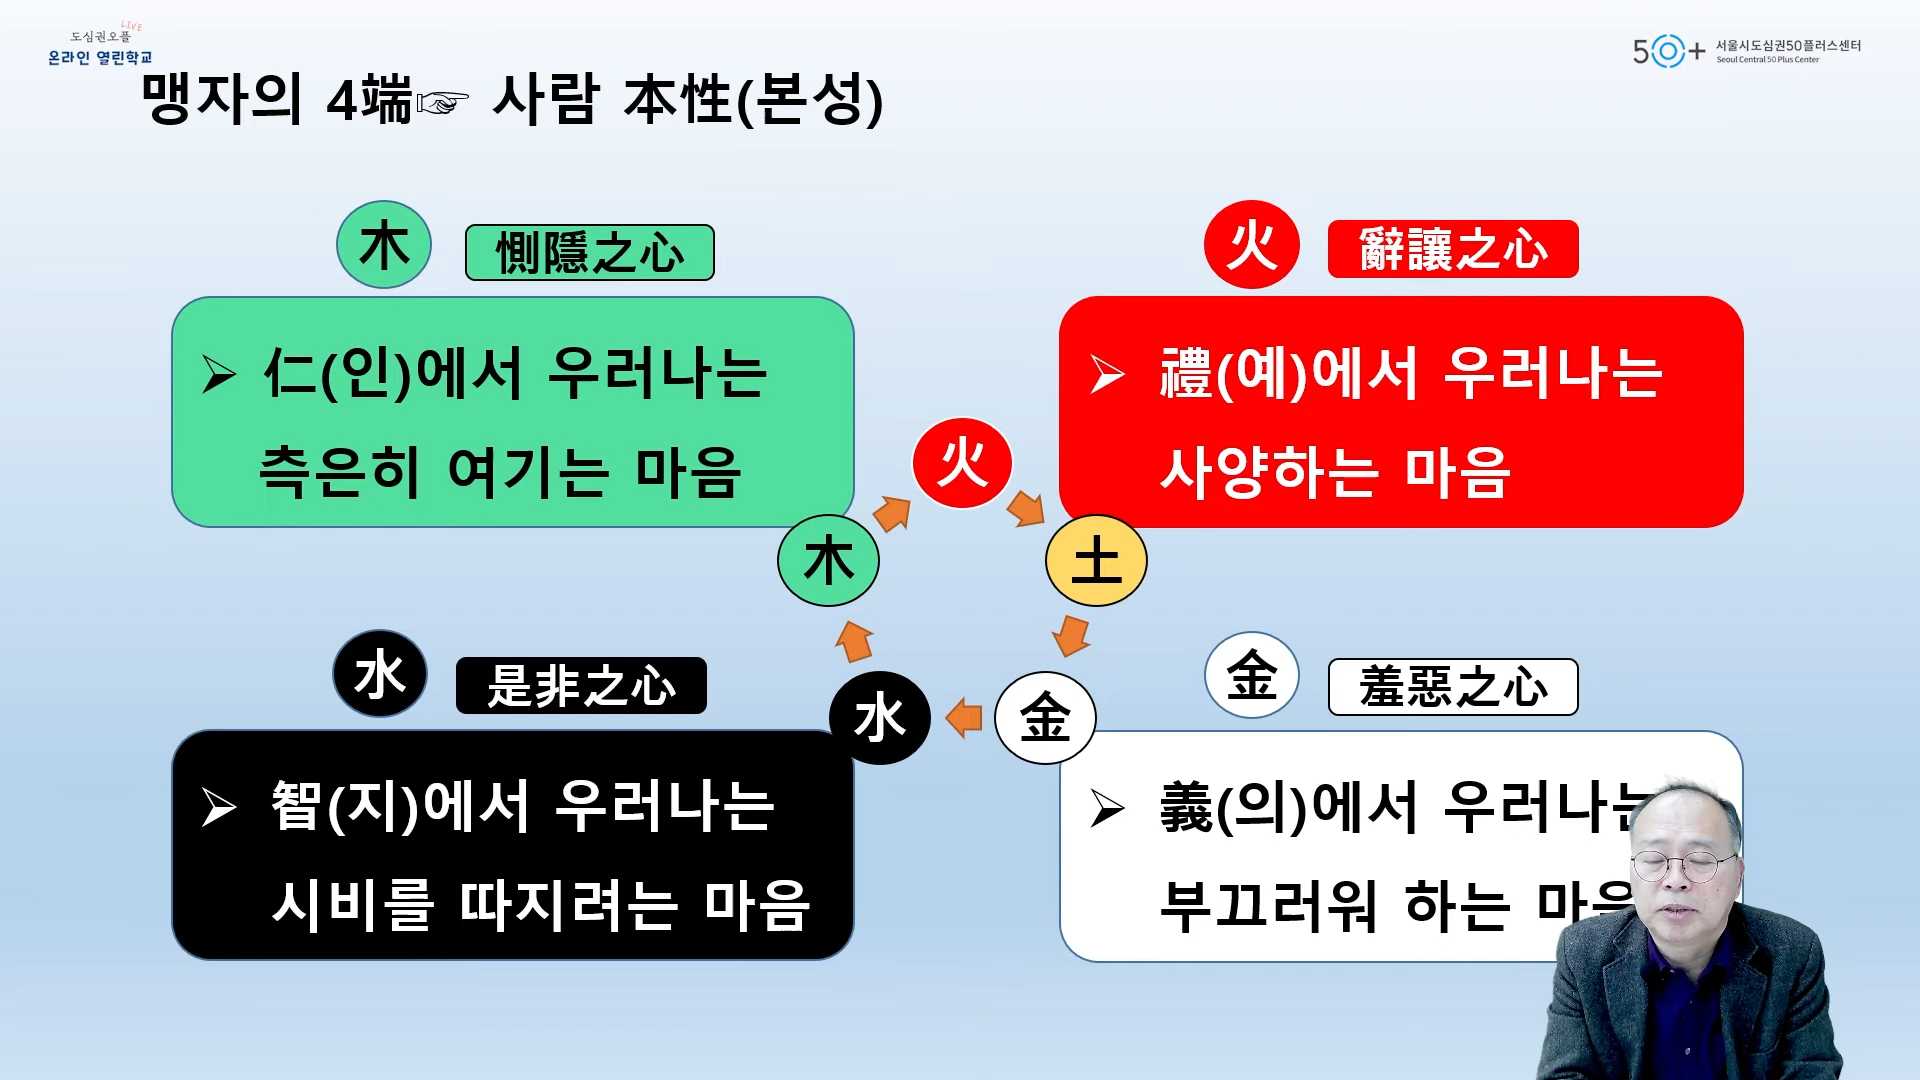 LIVE
도심권오플
온라인 열린학교
50+ 서울시도심권50플러스센터
Seoul Central 50 Plus Center
맹자의 4端☞ 사람 本性(본성)
木 惻隱之心
➢ 仁(인)에서 우러나는
측은히 여기는 마음
火 辭讓之心
➢ 禮(예)에서 우러나는
사양하는 마음
火
木
土
水
金
水 是非之心
➢ 智(지)에서 우러나는
시비를 따지려는 마음
金 羞惡之心
➢ 義(의)에서 우러나는
부끄러워 하는 마음